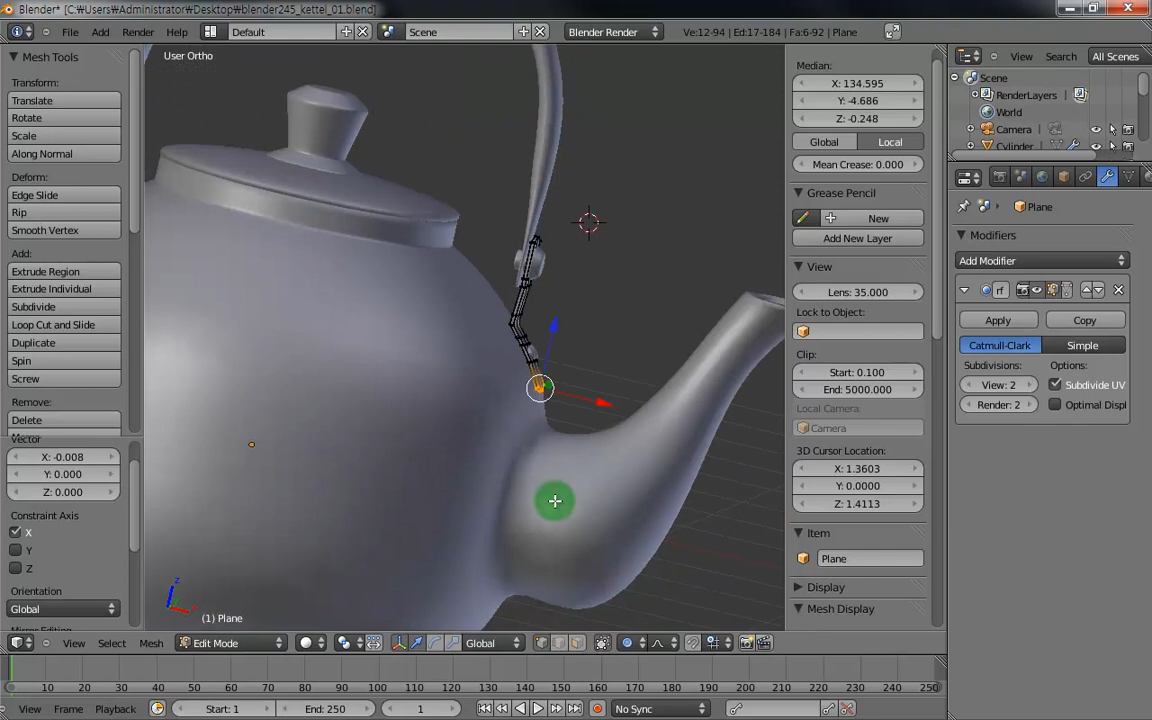 Blender* [C:₩Users₩Administrator₩Desktop₩blender245_kettel_01.blend]
File Add Render Help Default Scene Blender Render Ve:12-94 | Ed:17-184 | Fa:6-92 | Plane
Mesh Tools
Transform:
Translate
Rotate
Scale
Along Normal
Deform:
Edge Slide
Rip
Smooth Vertex
Add:
Extrude Region
Extrude Individual
Subdivide
Loop Cut and Slide
Duplicate
Spin
Screw
Remove:
Delete
Vector
X: -0.008
Y: 0.000
Z: 0.000
Constraint Axis
X
Y
Z
Orientation
Global
User Ortho
z
(1) Plane
Median:
X: 134.595
Y: -4.686
Z: -0.248
Global Local
Mean Crease: 0.000
Grease Pencil
New
Add New Layer
View
Lens: 35.000
Lock to Object:
Clip:
Start: 0.100
End: 5000.000
Local Camera:
Camera
3D Cursor Location:
X: 1.3603
Y: 0.0000
Z: 1.4113
Item
Plane
Display
Mesh Display
View Search All Scenes
Scene
RenderLayers
World
Camera
Cylinder
Plane
Modifiers
Add Modifier
rf
Apply Copy
Catmull-Clark Simple
Subdivisions: Options:
View: 2 Subdivide UV
Render: 2 Optimal Displ
View Select Mesh Edit Mode Global
10 20 30 40 50 60 70 80 90 100 110 120 130 140 150 160 170 180 190 200 210 220 230 240 250
View Frame Playback Start: 1 End: 250 1 No Sync